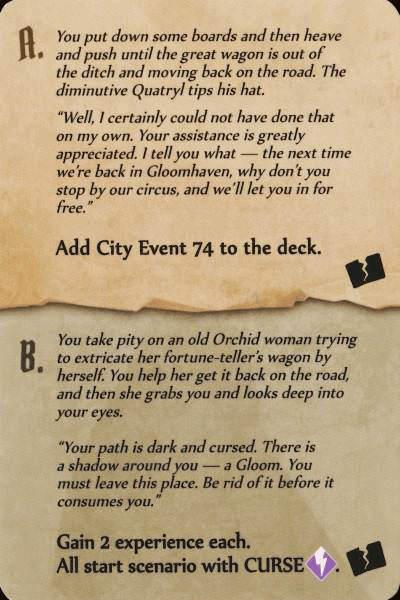 A. You put down some boards and then heave
and push until the great wagon is out of
the ditch and moving back on the road. The
diminutive Quatryl tips his hat.
“Well, I certainly could not have done that
on my own. Your assistance is greatly
appreciated. I tell you what — the next time
we’re back in Gloomhaven, why don’t you
stop by our circus, and we’ll let you in for
free.”
Add City Event 74 to the deck.
B. You take pity on an old Orchid woman trying
to extricate her fortune-teller’s wagon by
herself. You help her get it back on the road,
and then she grabs you and looks deep into
your eyes.
“Your path is dark and cursed. There is
a shadow around you — a Gloom. You
must leave this place. Be rid of it before it
consumes you.”
Gain 2 experience each.
All start scenario with CURSE.